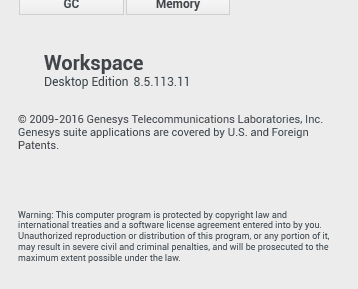 GC Memory
Workspace
Desktop Edition 8.5.113.11
© 2009-2016 Genesys Telecommunications Laboratories, Inc.
Genesys suite applications are covered by U.S. and Foreign
Patents.
Warning: This computer program is protected by copyright law and
international treaties and a software license agreement entered into by you.
Unauthorized reproduction or distribution of this program, or any portion of it,
may result in severe civil and criminal penalties, and will be prosecuted to the
maximum extent possible under the law.